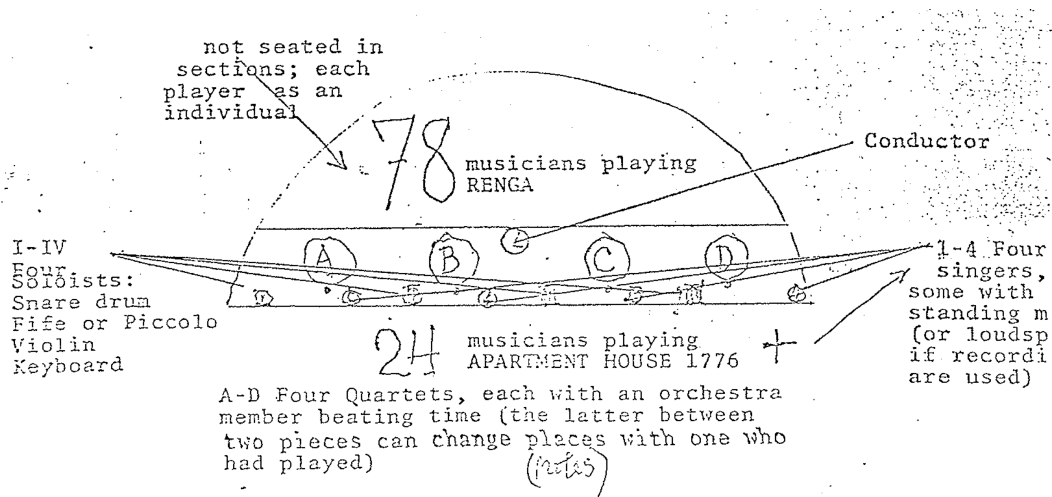 not seated in
sections; each
player as an
individual
78
musicians playing
RENGA
Conductor
A
B
C
D
I-IV
Four
Soloists:
Snare drum
Fife or Piccolo
Violin
Keyboard
1-4 Four
singers,
some with
standing m
(or loudsp
if recordi
are used)
24
musicians playing
APARTMENT HOUSE 1776
+
A-D Four Quartets, each with an orchestra
member beating time (the latter between
two pieces can change places with one who
had played)